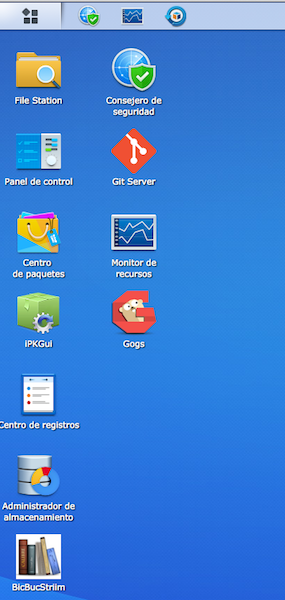 File Station
Consejero de
seguridad
Panel de control
Git Server
Centro
de paquetes
Monitor de
recursos
IPKGui
Gogs
Centro de registros
Administrador de
almacenamiento
BicBucStriim